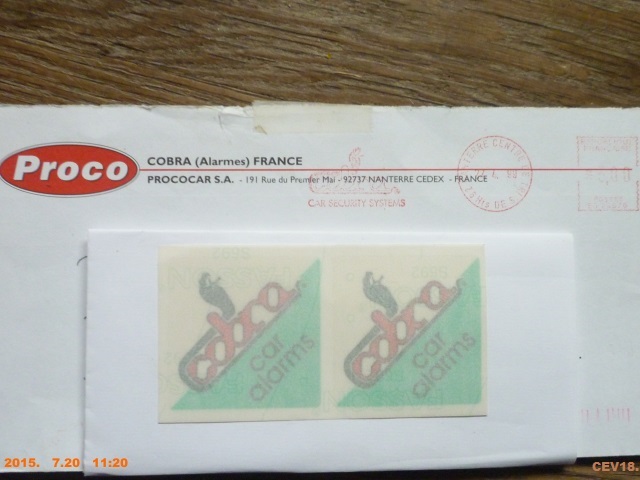 Proco
COBRA (Alarmes) FRANCE
PROCOCAR S.A. - 191 Rue du Premier Mai - 92737 NANTERRE CEDEX - FRANCE
CAR SECURITY SYSTEMS
cobra
car
alarms
cobra
car
alarms
2015. 7.20 11:20
CEV18.